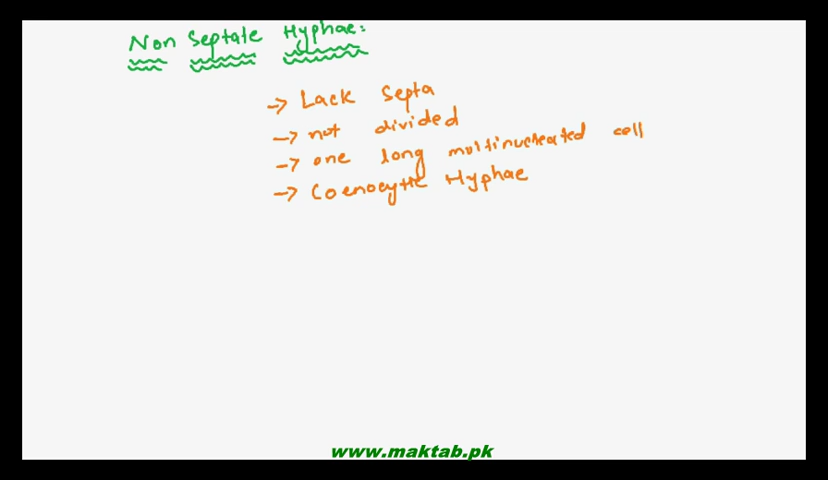 Non Septate Hyphae:
→ Lack Septa
→ not divided
→ one long multinucleated cell
→ Coenocytic Hyphae
www.maktab.pk